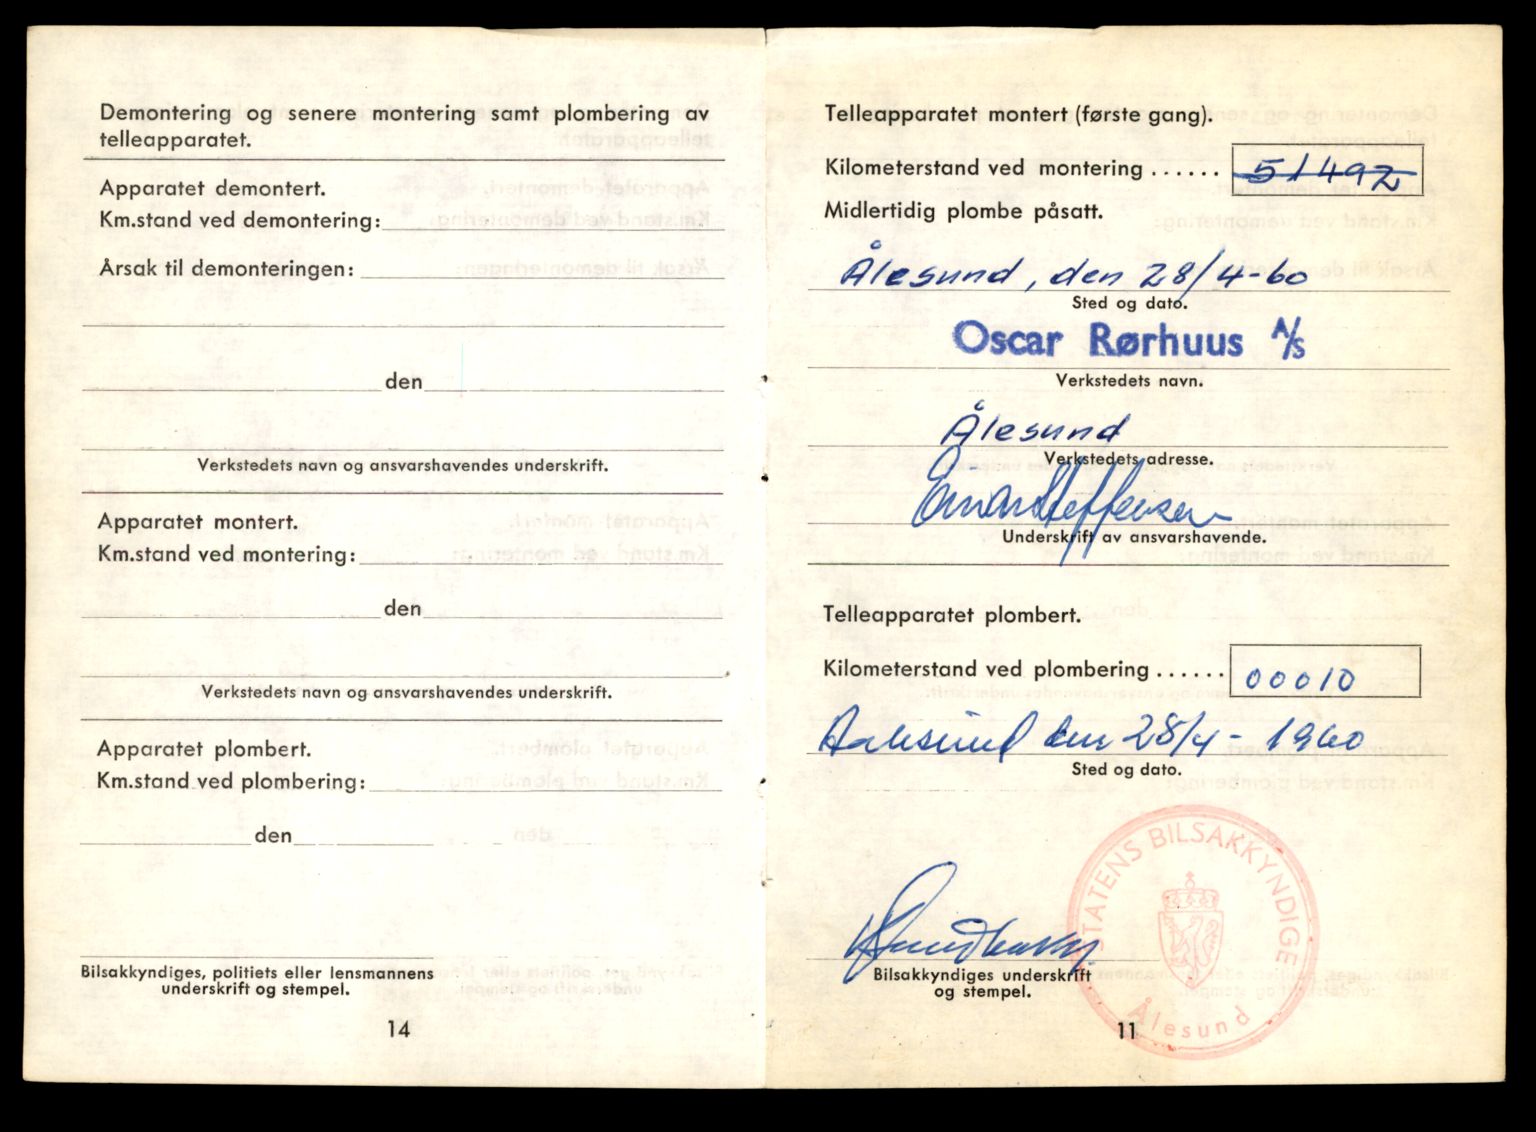 Demontering og senere montering samt plombering av
telleapparatet.
Apparatet demontert.
Km.stand ved demontering:
Årsak til demonteringen:
den
Verkstedets navn og ansvarshavendes underskrift.
Apparatet montert.
Km.stand ved montering:
den
Verkstedets navn og ansvarshavendes underskrift.
Apparatet plombert.
Km.stand ved plombering:
den
Bilsakkyndiges, politiets eller lensmannens
underskrift og stempel.
14
Telleapparatet montert (første gang).
Kilometerstand ved montering ...... 51492
Midlertidig plombe påsatt.
Ålesund, den 28/4-60
Sted og dato.
Oscar Rørhuus A/S
Verkstedets navn.
Ålesund
Verkstedets adresse.
Einar Steffensen
Underskrift av ansvarshavende.
Telleapparatet plombert.
Kilometerstand ved plombering ...... 00010
Aalesund den 28/4 - 1960
Sted og dato.
STATENS BILSAKKYNDIGE
Ålesund
Bilsakkyndiges underskrift
og stempel.
11